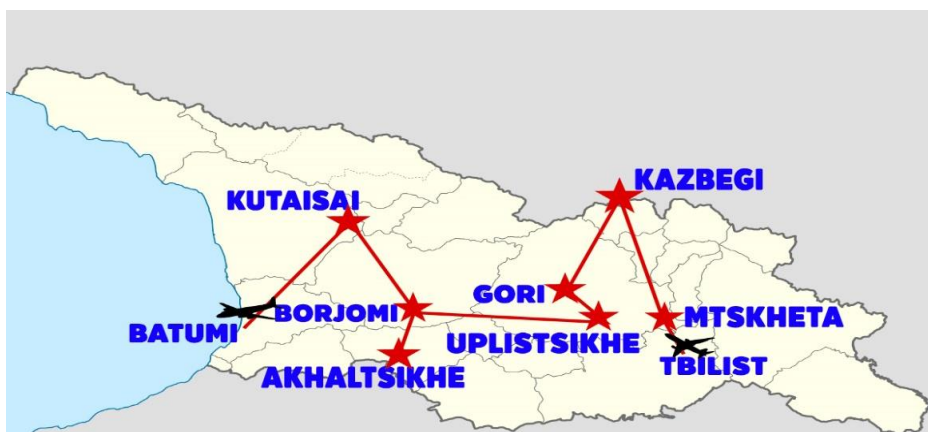 KAZBEGI
KUTAISAI
GORI
BORJOMI
MTSKHETA
BATUMI
UPLISTSIKHE
TBILIST
AKHALTSIKHE